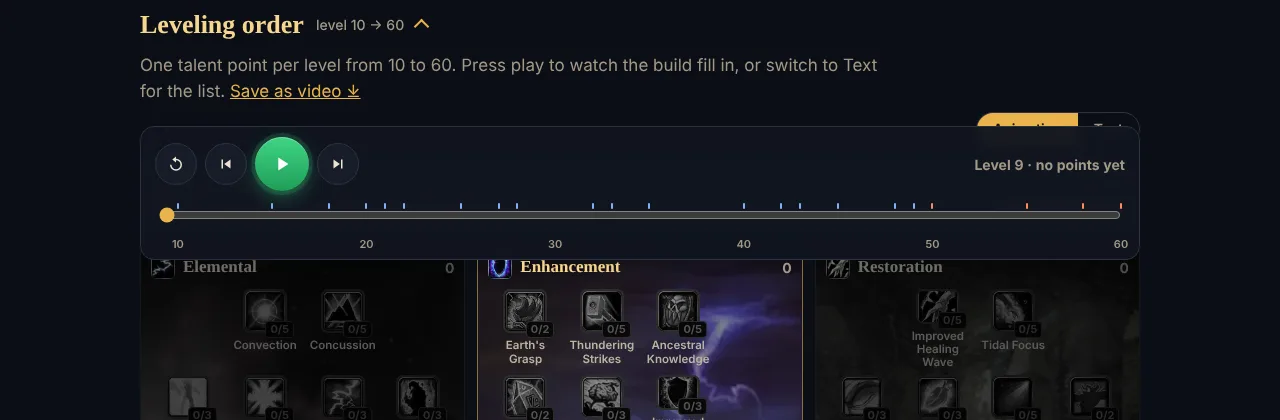 Leveling order level 10 → 60
One talent point per level from 10 to 60. Press play to watch the build fill in, or switch to Text
for the list. Save as video
Level 9 · no points yet
10 20 30 40 50 60
Elemental 0
Enhancement 0
Restoration 0
0/5 0/5
Convection Concussion
0/2 0/5 0/5
Earth's Grasp
Thundering Strikes
Ancestral Knowledge
0/5 0/5
Improved Healing Wave
Tidal Focus
0/3 0/5 0/3 0/3
0/2 0/5 0/3
0/3 0/5 0/5 0/2